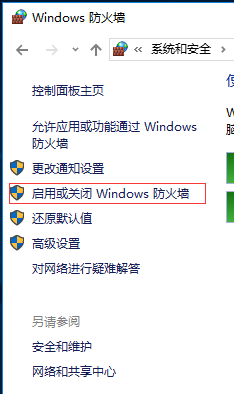 Windows 防火墙
« 系统和安全 >
控制面板主页
允许应用或功能通过 Windows
防火墙
更改通知设置
启用或关闭 Windows 防火墙
还原默认值
高级设置
对网络进行疑难解答
另请参阅
安全和维护
网络和共享中心